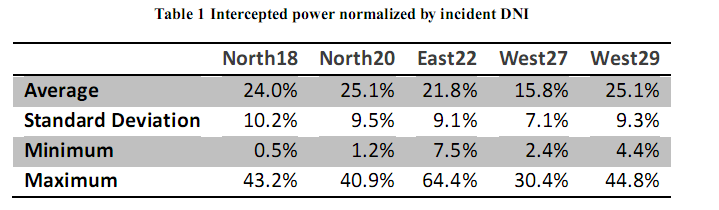 Table 1 Intercepted power normalized by incident DNI
North18 North20 East22 West27 West29
Average 24.0% 25.1% 21.8% 15.8% 25.1%
Standard Deviation 10.2% 9.5% 9.1% 7.1% 9.3%
Minimum 0.5% 1.2% 7.5% 2.4% 4.4%
Maximum 43.2% 40.9% 64.4% 30.4% 44.8%